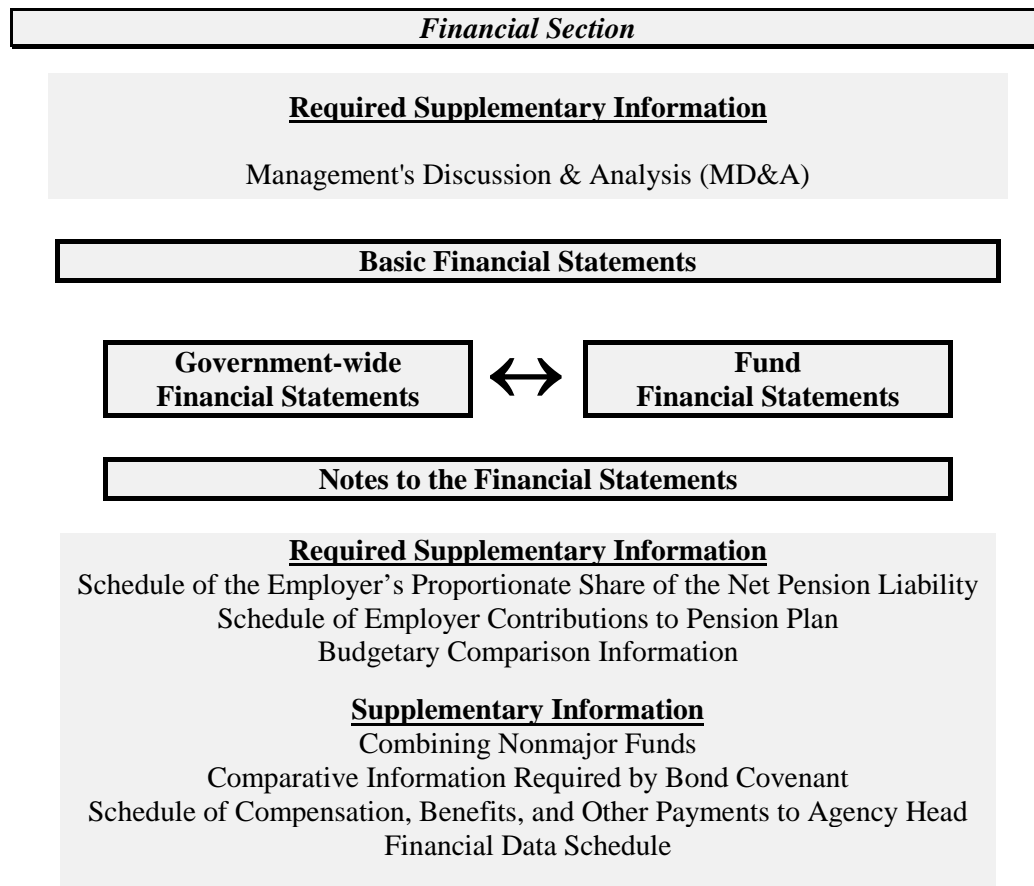 Financial Section
Required Supplementary Information
Management's Discussion & Analysis (MD&A)
Basic Financial Statements
Government-wide
Financial Statements
Fund
Financial Statements
Notes to the Financial Statements
Required Supplementary Information
Schedule of the Employer’s Proportionate Share of the Net Pension Liability
Schedule of Employer Contributions to Pension Plan
Budgetary Comparison Information
Supplementary Information
Combining Nonmajor Funds
Comparative Information Required by Bond Covenant
Schedule of Compensation, Benefits, and Other Payments to Agency Head
Financial Data Schedule